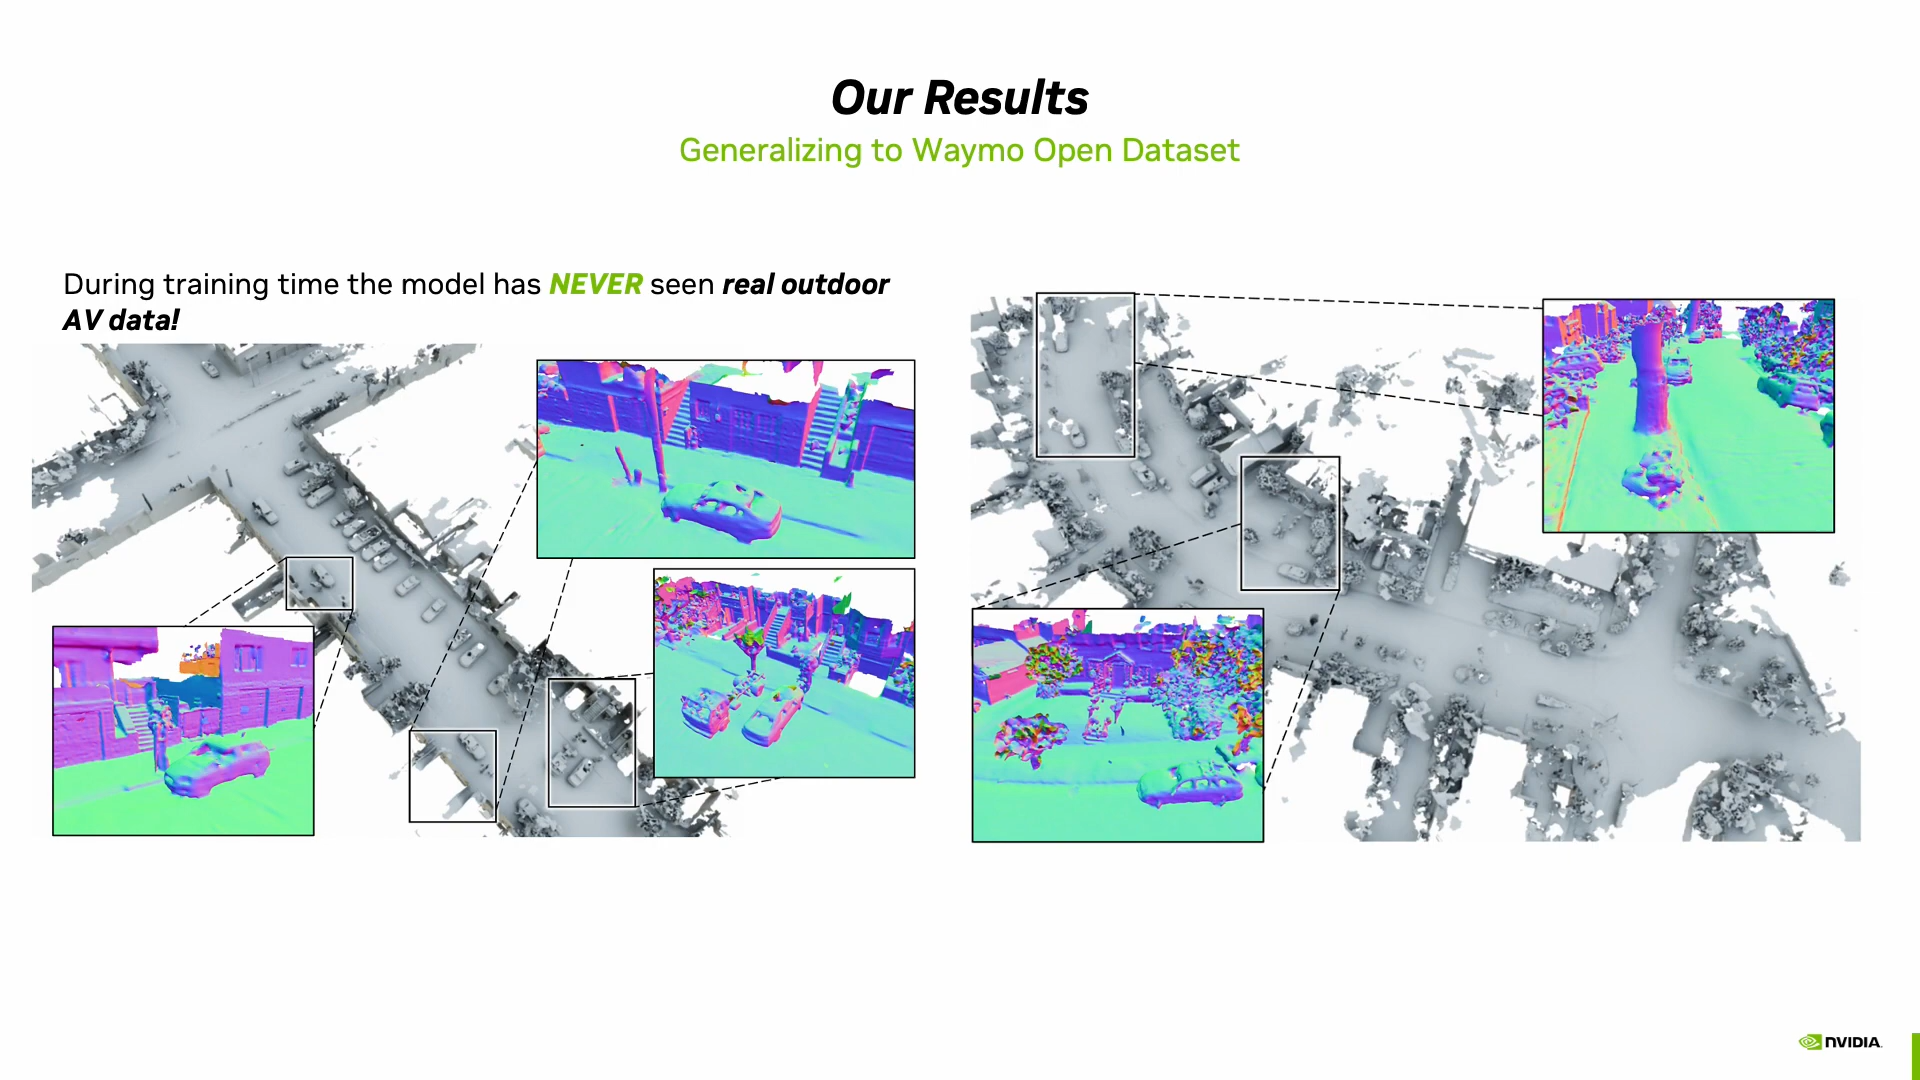 Our Results
Generalizing to Waymo Open Dataset
During training time the model has NEVER seen real outdoor
AV data!
NVIDIA